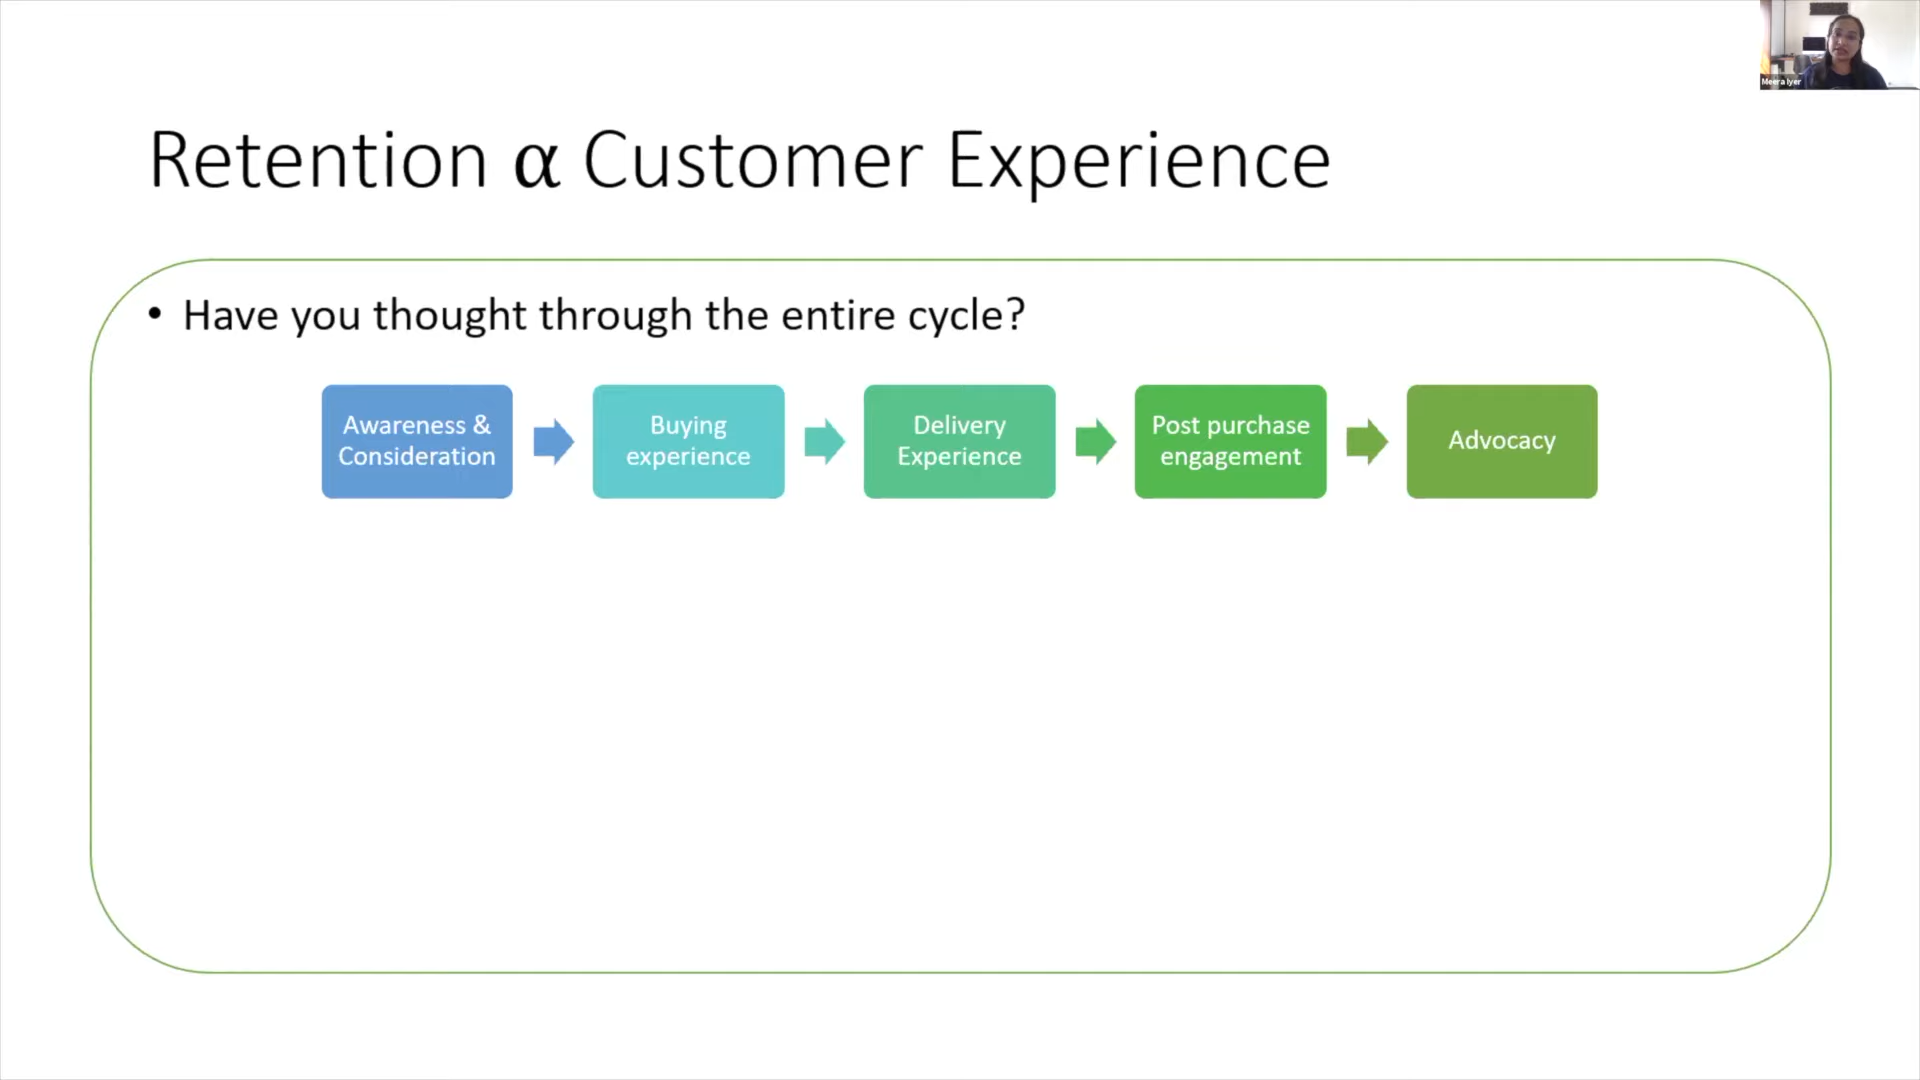 Meera Iyer
Retention α Customer Experience
• Have you thought through the entire cycle?
Awareness &
Consideration
Buying
experience
Delivery
Experience
Post purchase
engagement
Advocacy